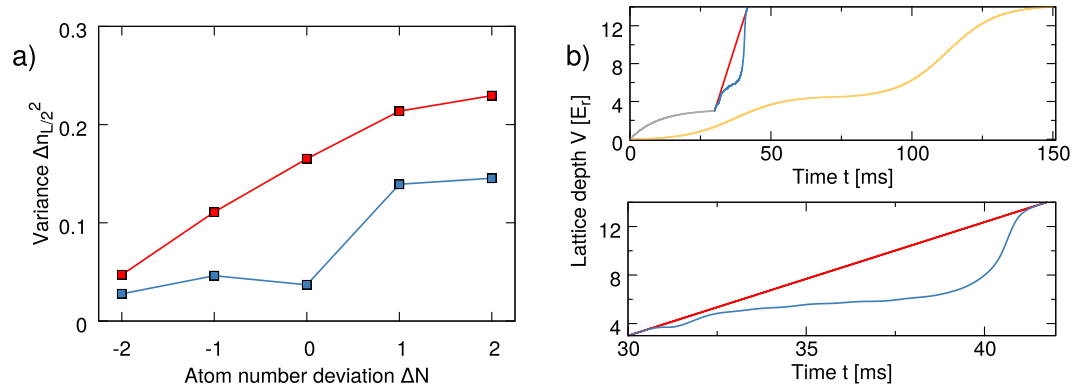 a)
0.3
0.2
0.1
0
Variance Δn_{L/2}^2
-2 -1 0 1 2
Atom number deviation ΔN
b)
12
8
4
0
0 50 100 150
Time t [ms]
Lattice depth V [E_r]
12
8
4
30 35 40
Time t [ms]